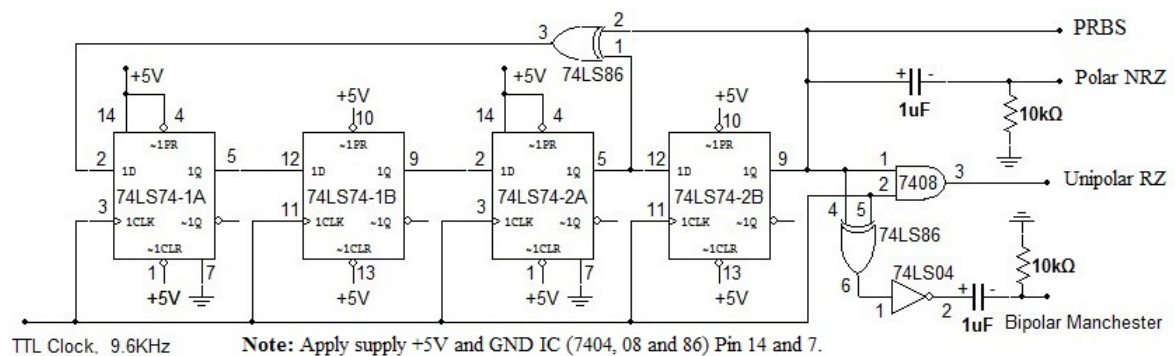 3
2
PRBS
1
+5V
74LS86
+
-
Polar NRZ
14
4
+5V
10
14
+5V
4
+5V
10
1uF
10kΩ
~1PR
~1PR
~1PR
~1PR
2
1D
1Q
5
12
1D
1Q
9
2
1D
1Q
5
12
1D
1Q
9
1
7408
3
Unipolar RZ
2
74LS74-1A
74LS74-1B
74LS74-2A
74LS74-2B
3
1CLK
~1Q
11
1CLK
~1Q
3
1CLK
~1Q
11
1CLK
~1Q
4
5
74LS86
~1CLR
~1CLR
~1CLR
~1CLR
74LS04
10kΩ
1
7
13
1
7
13
6
+5V
+5V
+5V
+5V
1
2
+
-
1uF
Bipolar Manchester
TTL Clock, 9.6KHz
Note: Apply supply +5V and GND IC (7404, 08 and 86) Pin 14 and 7.